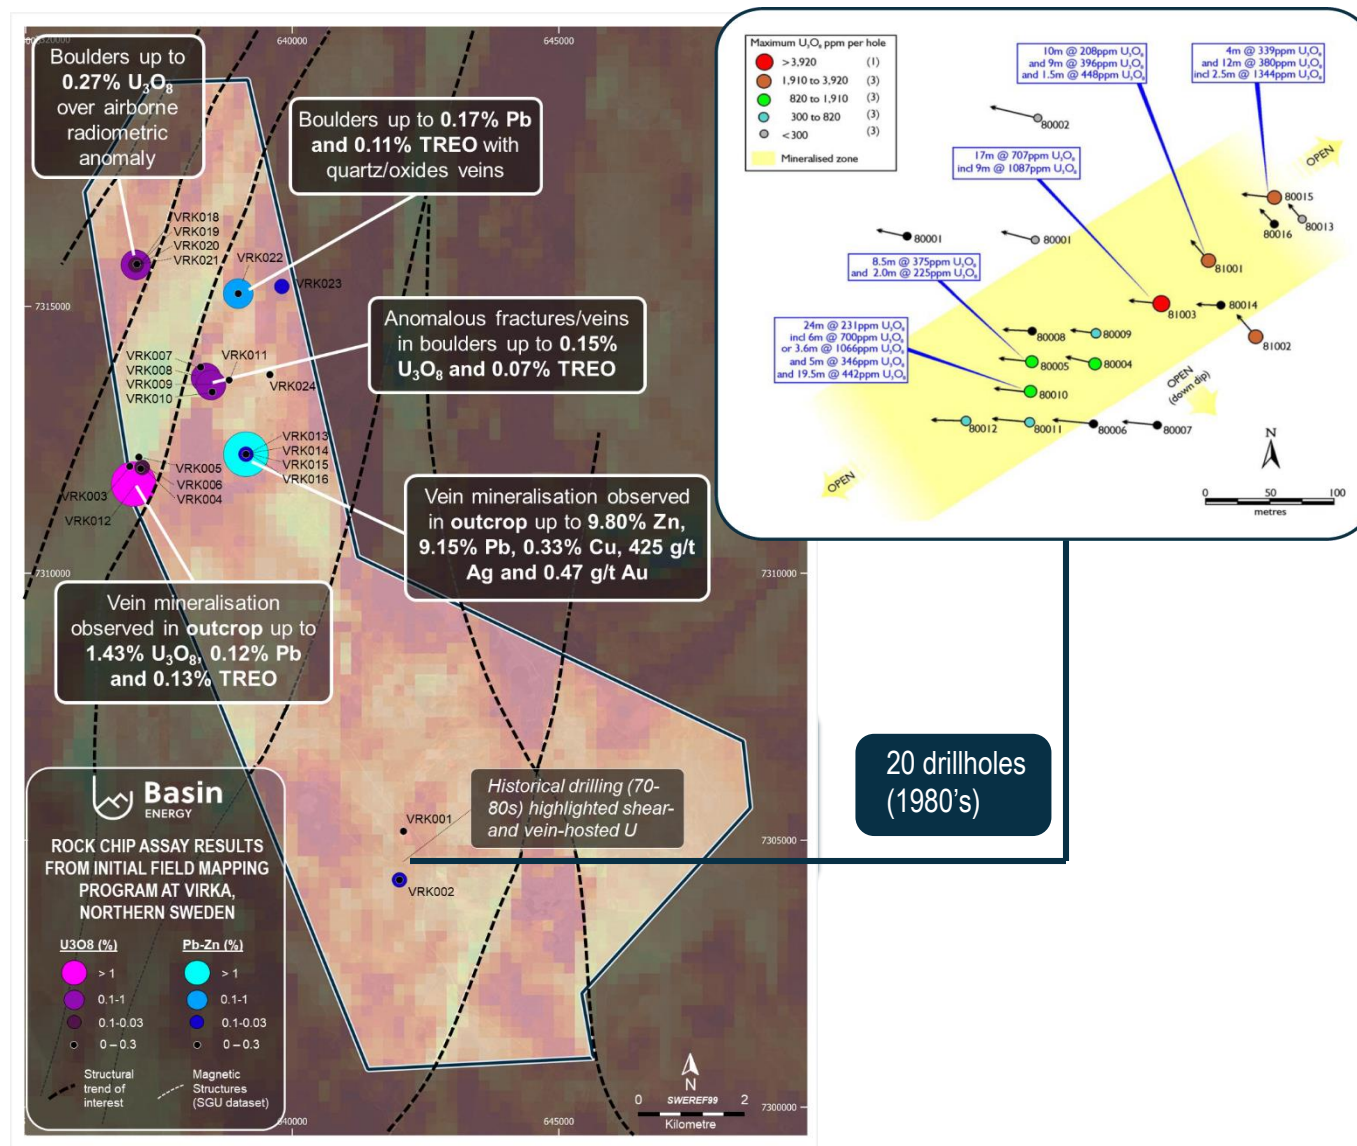 7320000
640000
645000
Boulders up to
0.27% U₃O₈
over airborne
radiometric
anomaly
Boulders up to 0.17% Pb
and 0.11% TREO with
quartz/oxides veins
VRK018
VRK019
VRK020
VRK021
VRK022
VRK023
7315000
Anomalous fractures/veins
in boulders up to 0.15%
U₃O₈ and 0.07% TREO
VRK007
VRK008
VRK009
VRK010
VRK011
VRK024
VRK013
VRK014
VRK015
VRK016
VRK005
VRK006
VRK004
VRK003
VRK012
Vein mineralisation observed
in outcrop up to 9.80% Zn,
9.15% Pb, 0.33% Cu, 425 g/t
Ag and 0.47 g/t Au
7310000
7310000
Vein mineralisation
observed in outcrop up to
1.43% U₃O₈, 0.12% Pb
and 0.13% TREO
Historical drilling (70-
80s) highlighted shear-
and vein-hosted U
VRK001
VRK002
7305000
7300000
640000
645000
Basin
ENERGY
ROCK CHIP ASSAY RESULTS
FROM INITIAL FIELD MAPPING
PROGRAM AT VIRKA,
NORTHERN SWEDEN
U3O8 (%)
> 1
0.1-1
0.1-0.03
0 – 0.3
Pb-Zn (%)
> 1
0.1-1
0.1-0.03
0 – 0.3
Structural
trend of
interest
Magnetic
Structures
(SGU dataset)
N
0 SWEREF99 2
Kilometre
Maximum U₃O₈ ppm per hole
>3,920 (1)
1,910 to 3,920 (3)
820 to 1,910 (3)
300 to 820 (3)
<300 (3)
Mineralised zone
10m @ 208ppm U₃O₈
and 9m @ 396ppm U₃O₈
and 1.5m @ 448ppm U₃O₈
4m @ 339ppm U₃O₈
and 12m @ 380ppm U₃O₈
incl 2.5m @ 1344ppm U₃O₈
17m @ 707ppm U₃O₈
incl 9m @ 1087ppm U₃O₈
8.5m @ 375ppm U₃O₈
and 2.0m @ 225ppm U₃O₈
24m @ 231ppm U₃O₈
incl 6m @ 700ppm U₃O₈
or 3.6m @ 1066ppm U₃O₈
and 5m @ 346ppm U₃O₈
and 19.5m @ 442ppm U₃O₈
80002
OPEN
80015
80016
80013
80001
80001
81001
81003
80014
81002
80008
80009
80005
80004
80010
80012
80011
80006
80007
OPEN
(down dip)
OPEN
N
0 50 100
metres
20 drillholes
(1980's)